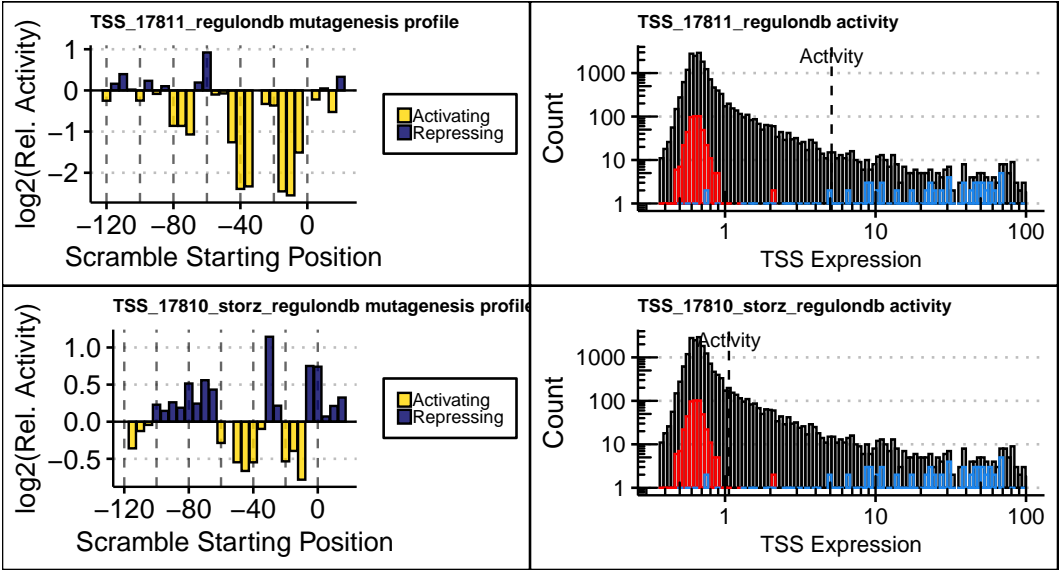 TSS_17811_regulondb mutagenesis profile
log2(Rel. Activity)
1
0
−1
−2
−120
−80
−40
0
Scramble Starting Position
Activating
Repressing
TSS_17811_regulondb activity
Activity
Count
1000
100
10
1
1
10
100
TSS Expression
TSS_17810_storz_regulondb mutagenesis profile
log2(Rel. Activity)
1.0
0.5
0.0
−0.5
−120
−80
−40
0
Scramble Starting Position
Activating
Repressing
TSS_17810_storz_regulondb activity
Activity
Count
1000
100
10
1
1
10
100
TSS Expression